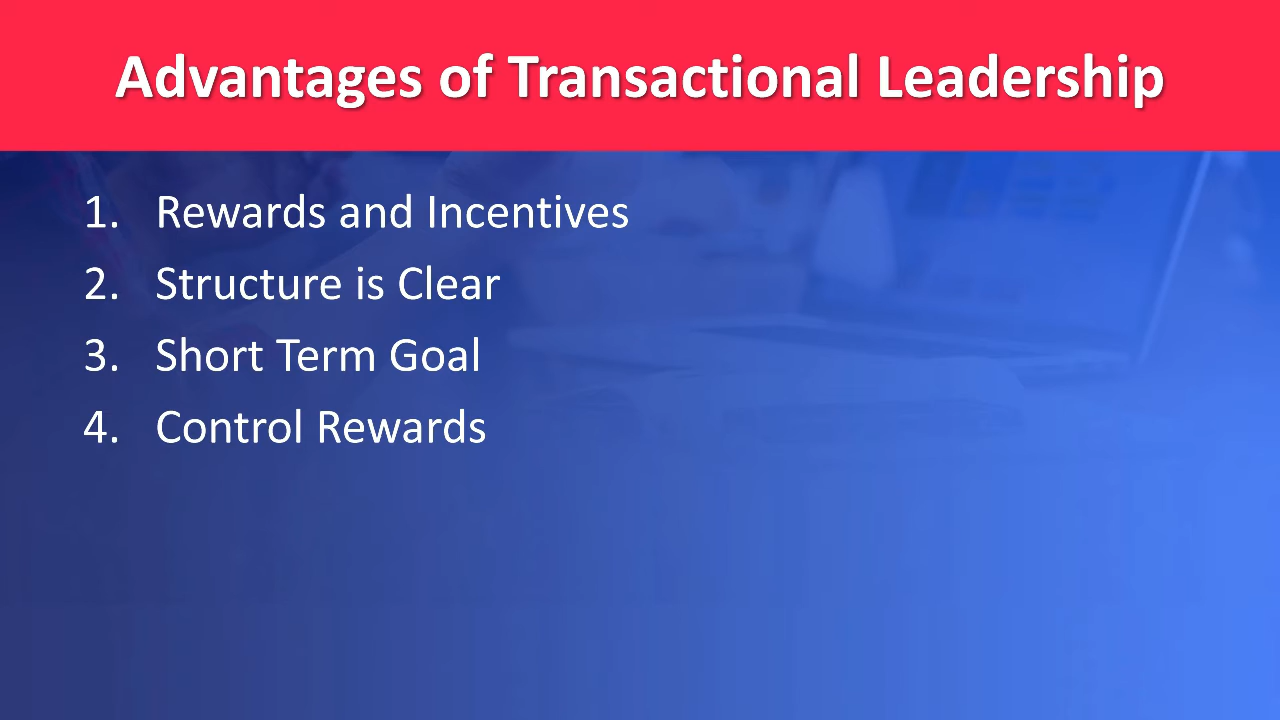 Advantages of Transactional Leadership
1. Rewards and Incentives
2. Structure is Clear
3. Short Term Goal
4. Control Rewards